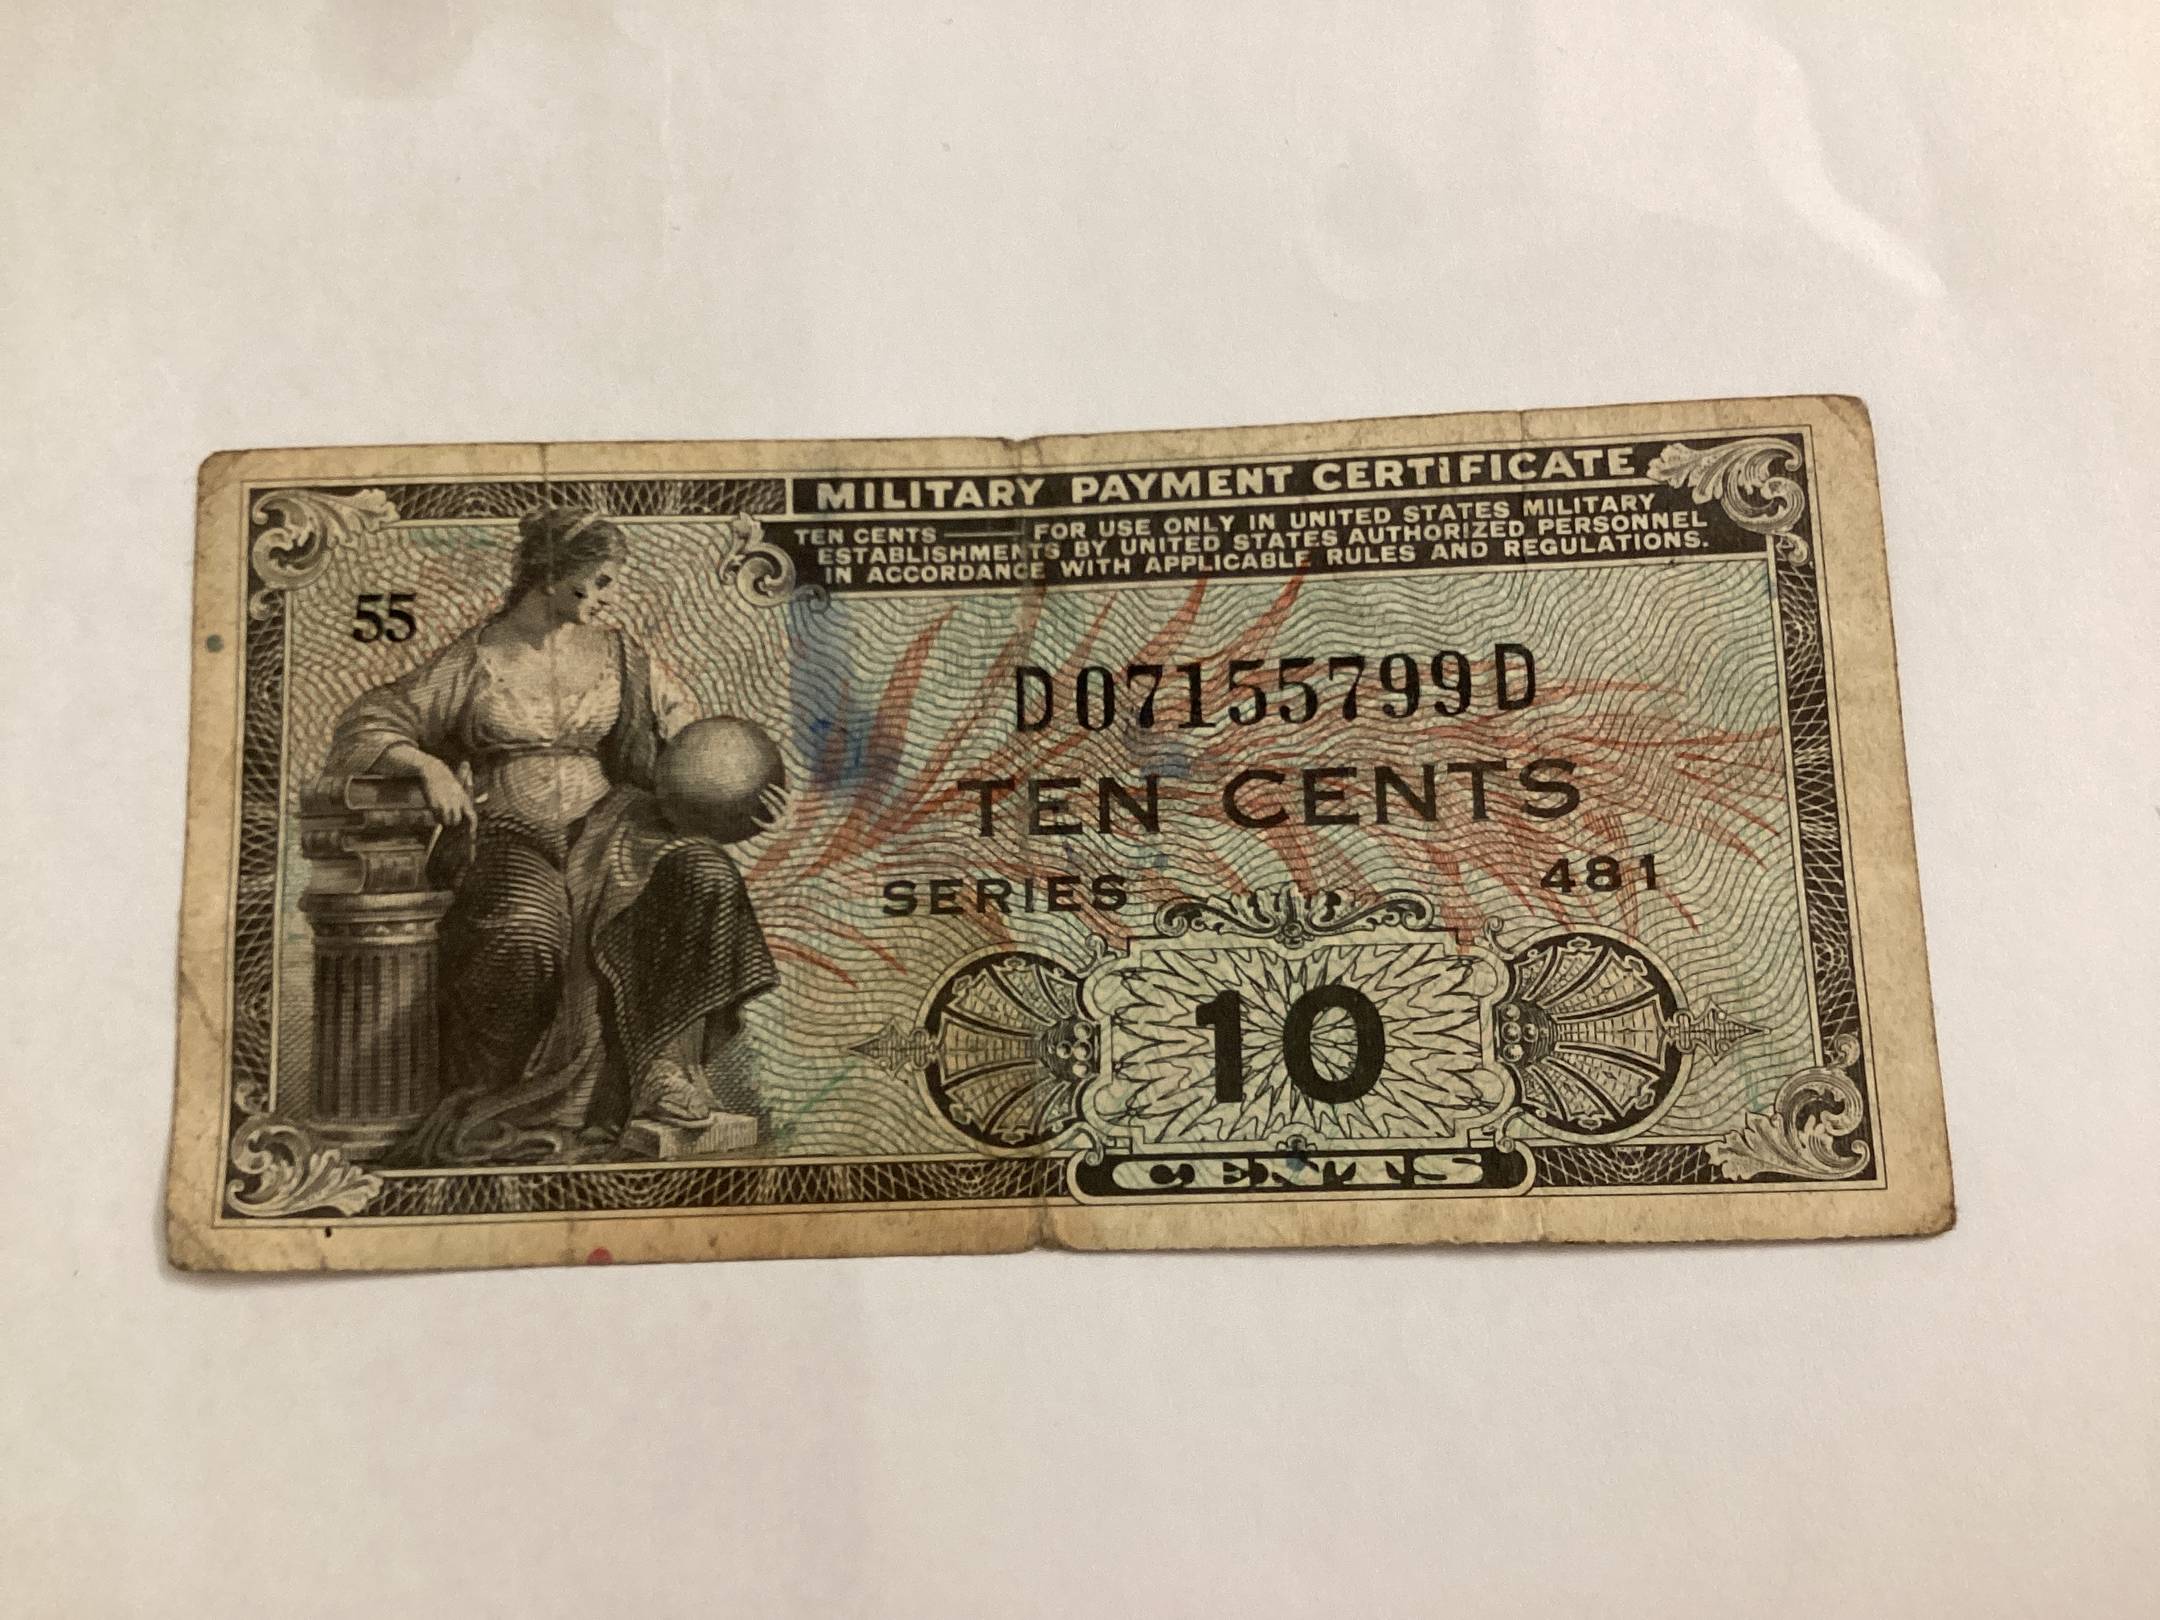 MILITARY PAYMENT CERTIFICATE
TEN CENTS — FOR USE ONLY IN UNITED STATES MILITARY
ESTABLISHMENTS BY UNITED STATES AUTHORIZED PERSONNEL
IN ACCORDANCE WITH APPLICABLE RULES AND REGULATIONS.
55
D07155799D
TEN CENTS
SERIES 481
10
CENTS